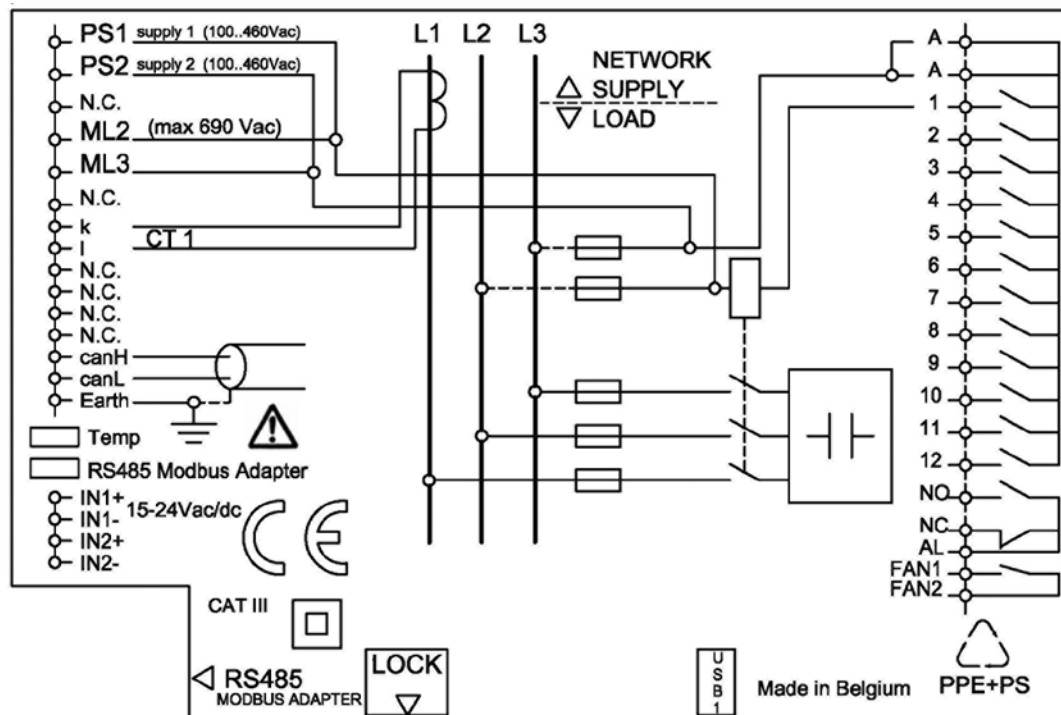 PS1 supply 1 (100..460Vac)
PS2 supply 2 (100..460Vac)
N.C.
ML2 (max 690 Vac)
ML3
N.C.
k
l
CT 1
N.C.
N.C.
N.C.
N.C.
canH
canL
Earth
Temp
RS485 Modbus Adapter
IN1+
IN1-
IN2+
IN2-
15-24Vac/dc
CE
CAT III
RS485
MODBUS ADAPTER
LOCK
L1 L2 L3
NETWORK
SUPPLY
LOAD
A
A
1
2
3
4
5
6
7
8
9
10
11
12
NO
NC
AL
FAN1
FAN2
USB1
Made in Belgium
PPE+PS